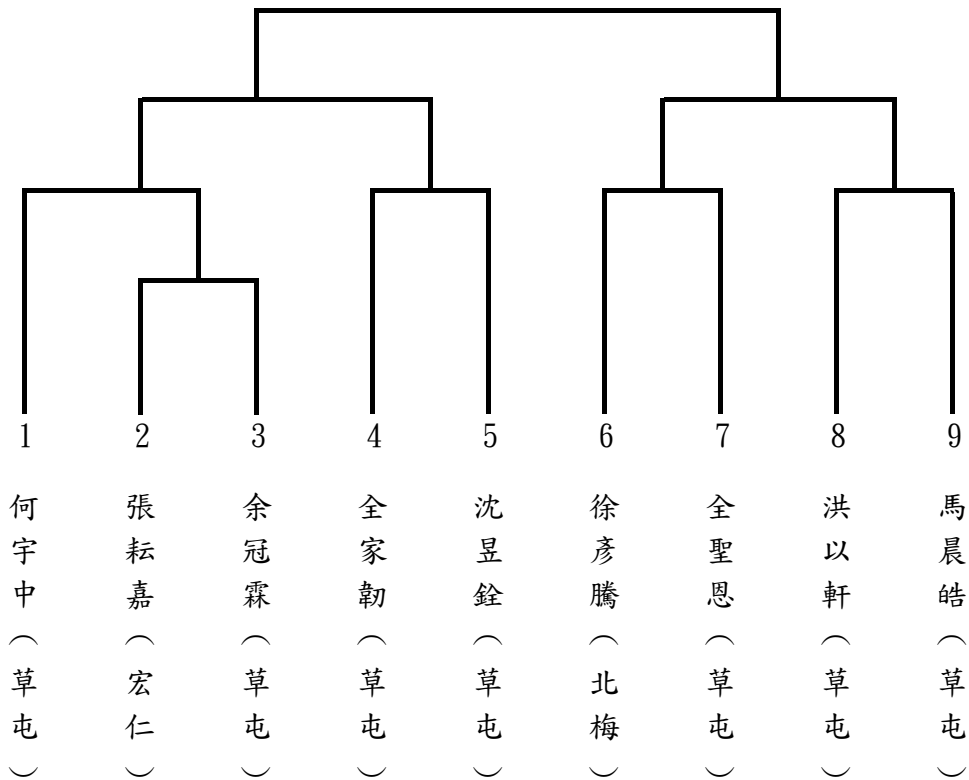 1 2 3 4 5 6 7 8 9
何宇中（草屯）
張耘嘉（宏仁）
余冠霖（草屯）
全家韌（草屯）
沈昱銓（草屯）
徐彥騰（北梅）
全聖恩（草屯）
洪以軒（草屯）
馬晨皓（草屯）